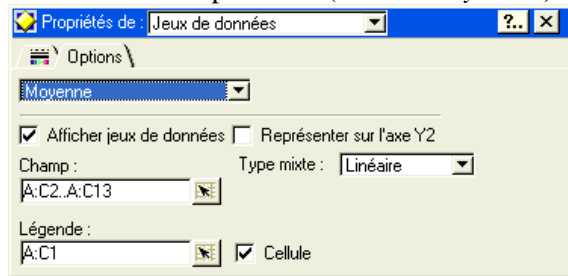 Propriétés de : Jeux de données ?.. ×
Options
Moyenne
Afficher jeux de données Représenter sur l'axe Y2
Champ : Type mixte : Linéaire
A:C2..A:C13
Légende :
A:C1 Cellule